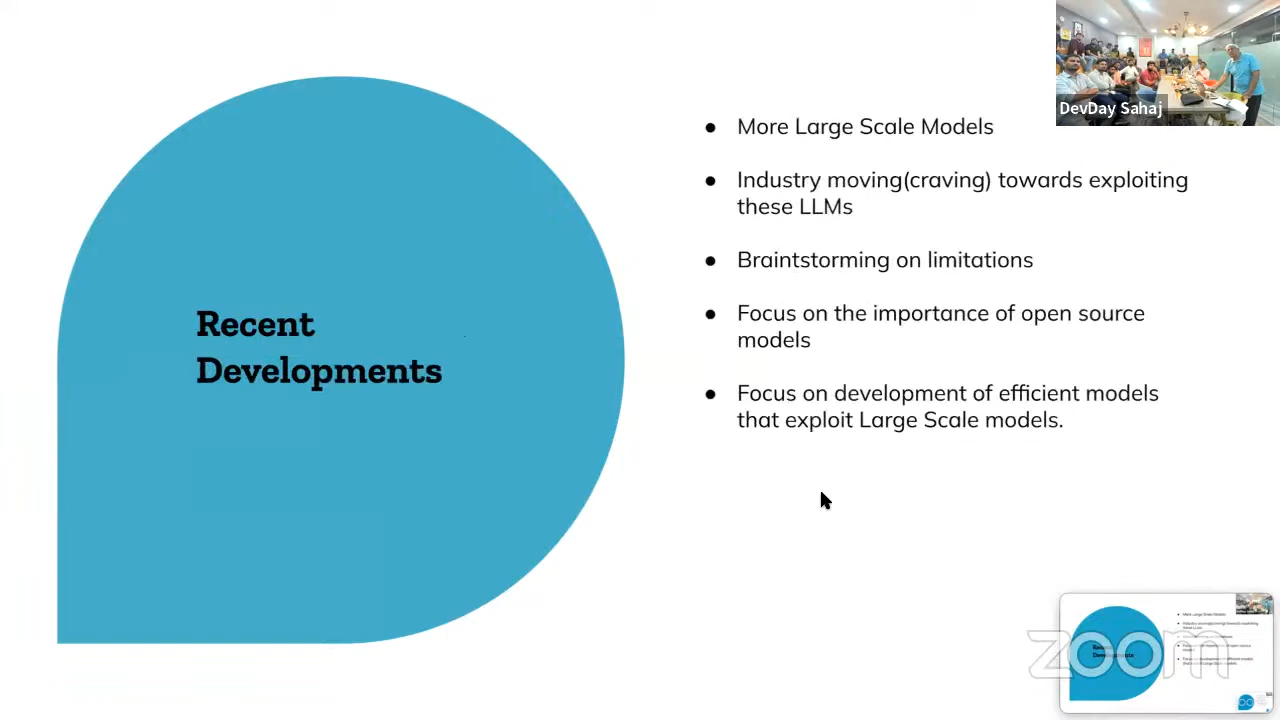 Recent
Developments
● More Large Scale Models
● Industry moving(craving) towards exploiting
these LLMs
● Braintstorming on limitations
● Focus on the importance of open source
models
● Focus on development of efficient models
that exploit Large Scale models.
DevDay Sahaj
zoom